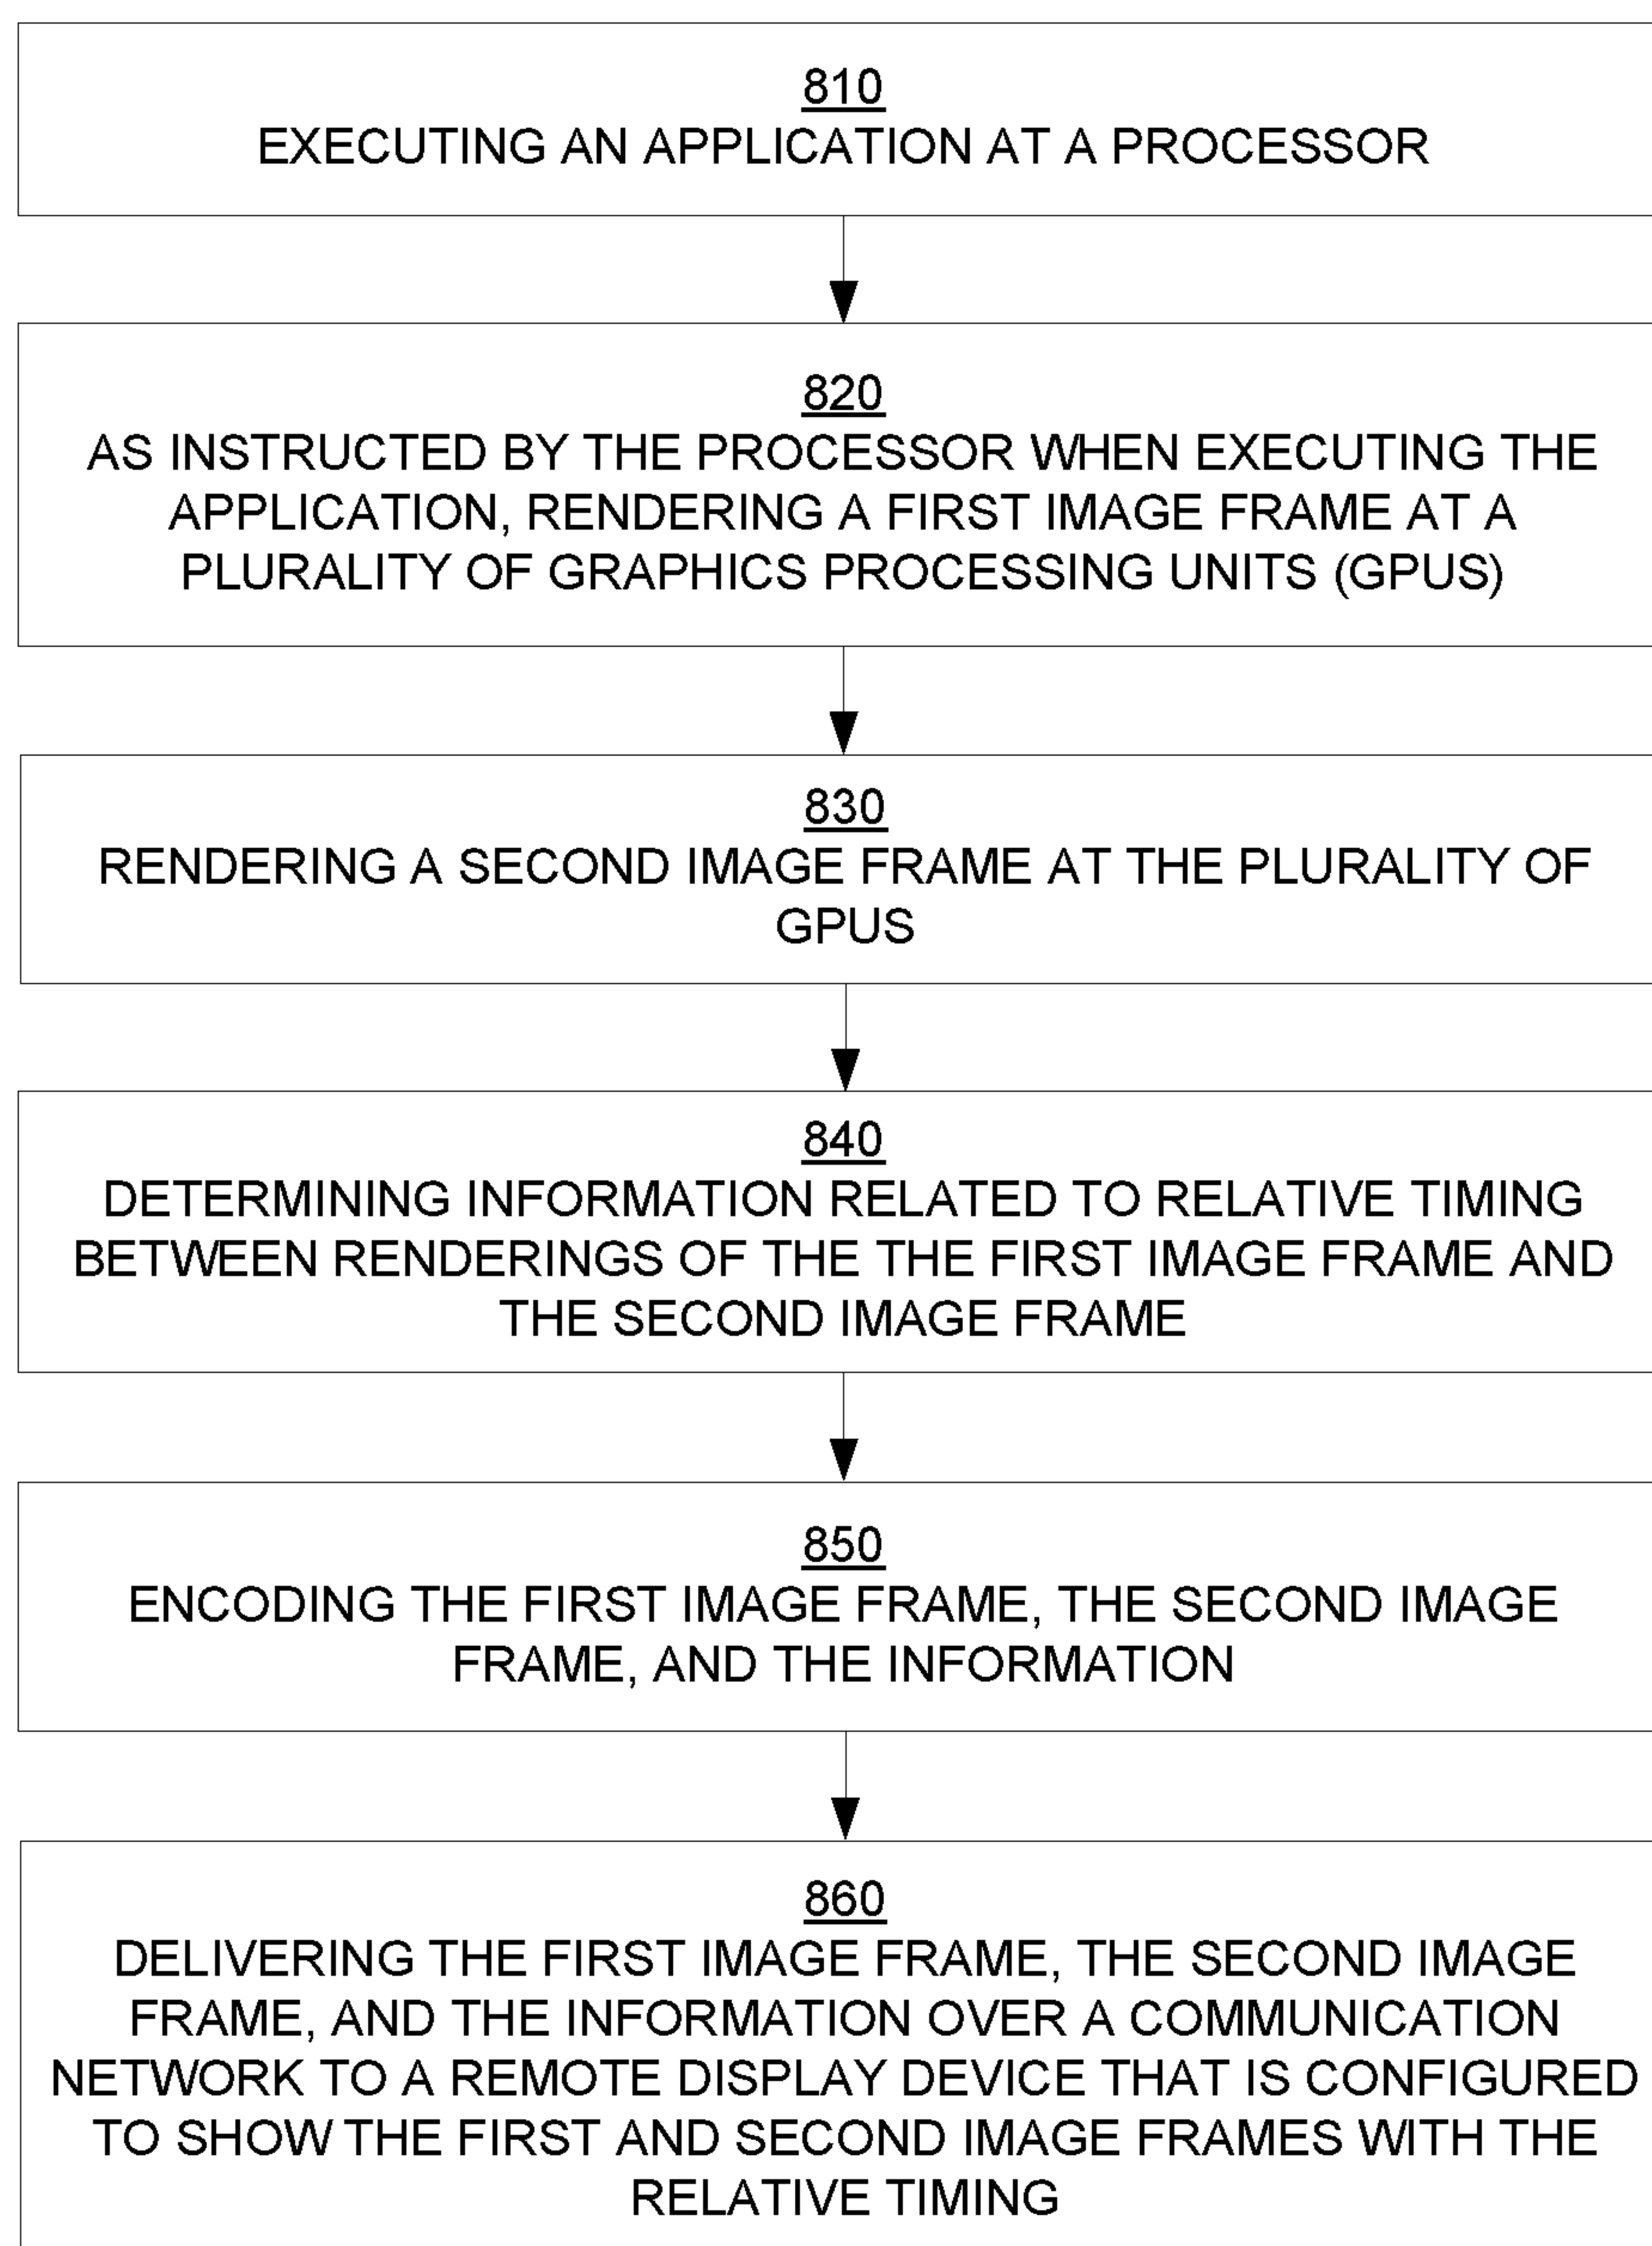 810
EXECUTING AN APPLICATION AT A PROCESSOR
820
AS INSTRUCTED BY THE PROCESSOR WHEN EXECUTING THE
APPLICATION, RENDERING A FIRST IMAGE FRAME AT A
PLURALITY OF GRAPHICS PROCESSING UNITS (GPUS)
830
RENDERING A SECOND IMAGE FRAME AT THE PLURALITY OF
GPUS
840
DETERMINING INFORMATION RELATED TO RELATIVE TIMING
BETWEEN RENDERINGS OF THE THE FIRST IMAGE FRAME AND
THE SECOND IMAGE FRAME
850
ENCODING THE FIRST IMAGE FRAME, THE SECOND IMAGE
FRAME, AND THE INFORMATION
860
DELIVERING THE FIRST IMAGE FRAME, THE SECOND IMAGE
FRAME, AND THE INFORMATION OVER A COMMUNICATION
NETWORK TO A REMOTE DISPLAY DEVICE THAT IS CONFIGURED
TO SHOW THE FIRST AND SECOND IMAGE FRAMES WITH THE
RELATIVE TIMING